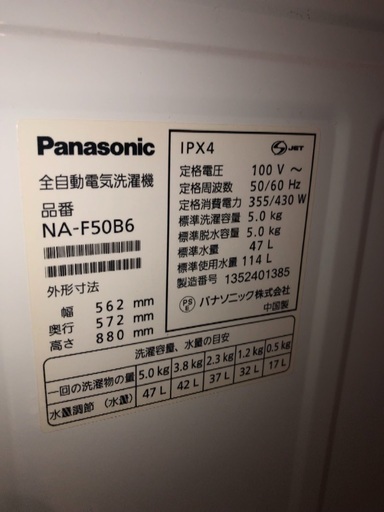 Panasonic
全自動電気洗濯機
品番
NA-F50B6
外形寸法
幅 562 mm
奥行 572 mm
高さ 880 mm
IPX4
JET
定格電圧 100 V ～
定格周波数 50/60 Hz
定格消費電力 355/430 W
標準洗濯容量 5.0 kg
標準脱水容量 5.0 kg
標準水量 47 L
標準使用水量 114 L
製造番号 1352401385
PS E パナソニック株式会社
中国製
洗濯容量、水量の目安
一回の洗濯物の量 5.0 kg 3.8 kg 2.3 kg 1.2 kg 0.5 kg
水量調節（水量） 47 L 42 L 37 L 32 L 17 L